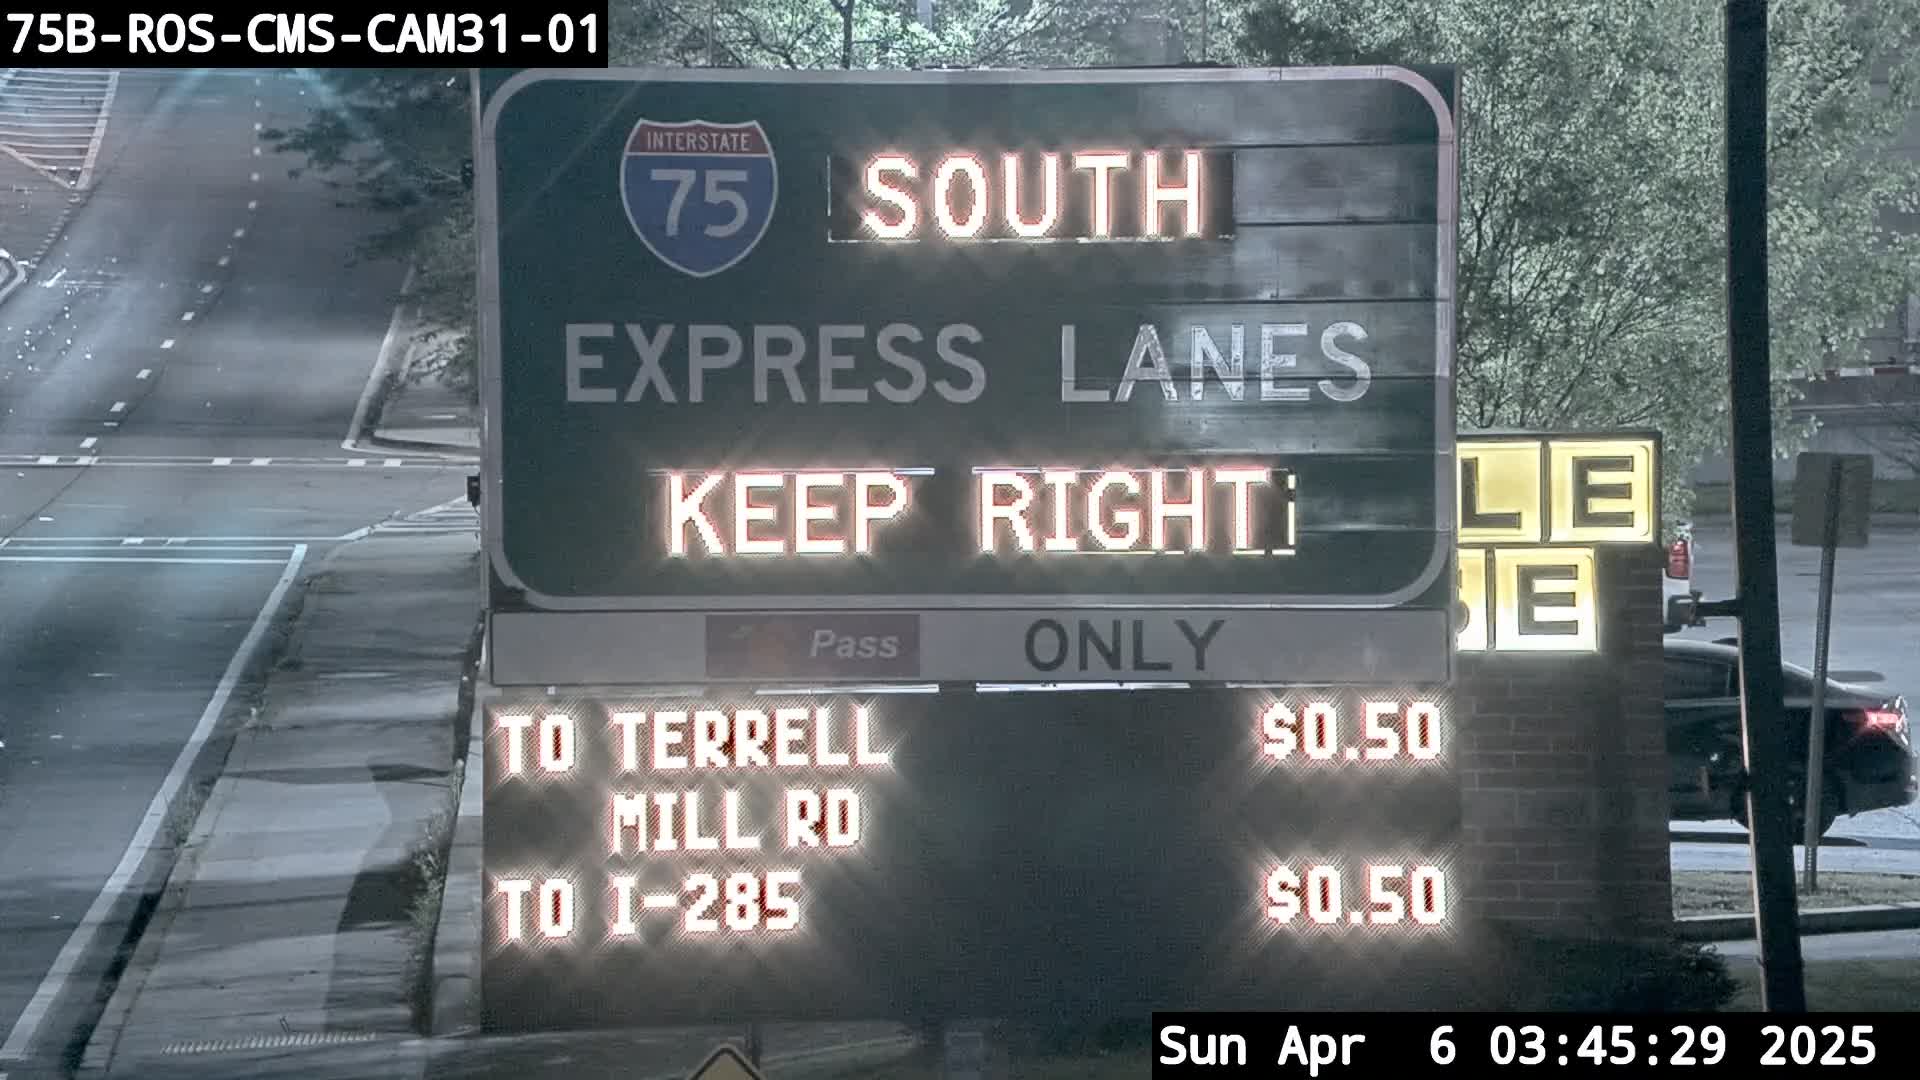 75B-ROS-CMS-CAM31-01
INTERSTATE
75
SOUTH
EXPRESS LANES
KEEP RIGHT
Pass ONLY
TO TERRELL $0.50
MILL RD
TO I-285 $0.50
LE
E
Sun Apr 6 03:45:29 2025